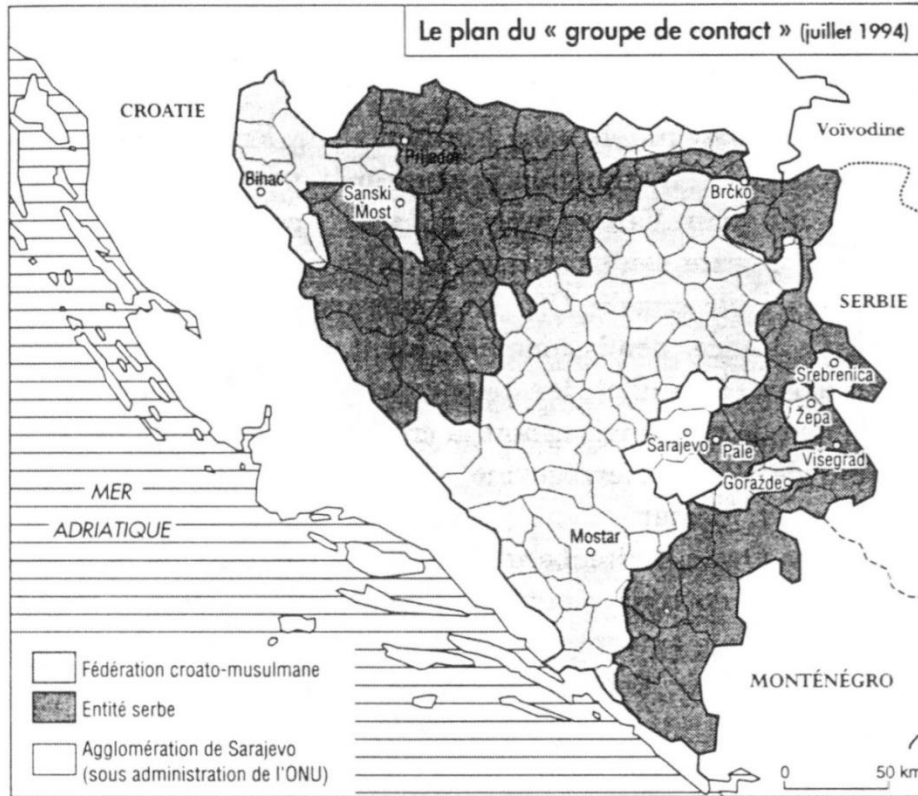 Le plan du « groupe de contact » (juillet 1994)
CROATIE
Voïvodine
Prijedor
Bihać
Sanski
Most
Brčko
SERBIE
Srebrenica
Žepa
Sarajevo
Pale
Višegrad
Goražde
MER
ADRIATIQUE
Mostar
MONTÉNÉGRO
Fédération croato-musulmane
Entité serbe
Agglomération de Sarajevo
(sous administration de l'ONU)
0 50 km